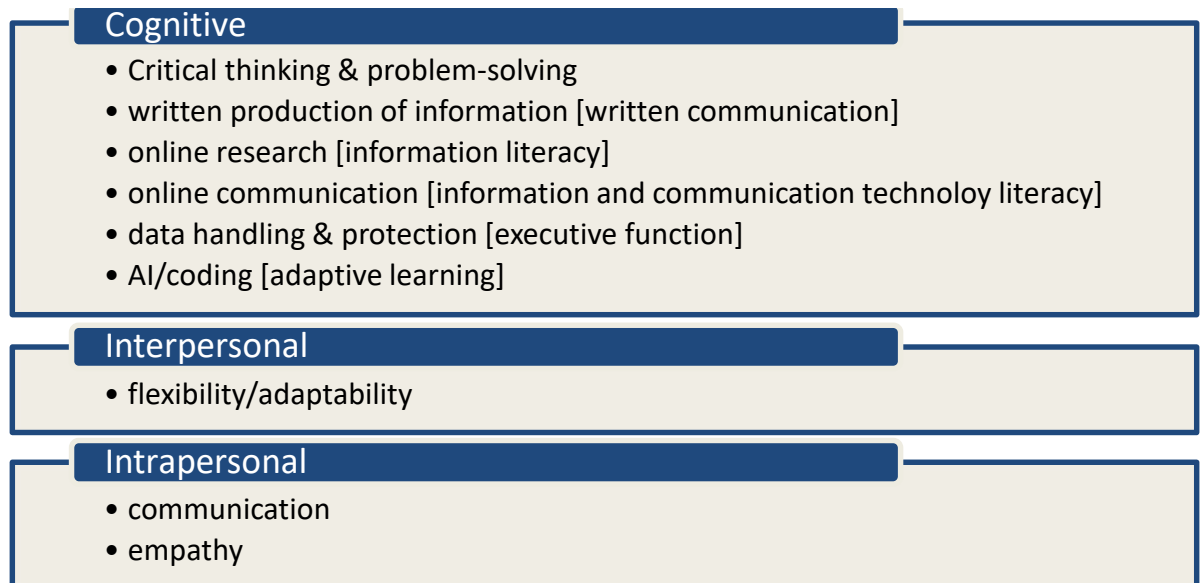 Cognitive
• Critical thinking & problem-solving
• written production of information [written communication]
• online research [information literacy]
• online communication [information and communication technoloy literacy]
• data handling & protection [executive function]
• AI/coding [adaptive learning]
Interpersonal
• flexibility/adaptability
Intrapersonal
• communication
• empathy